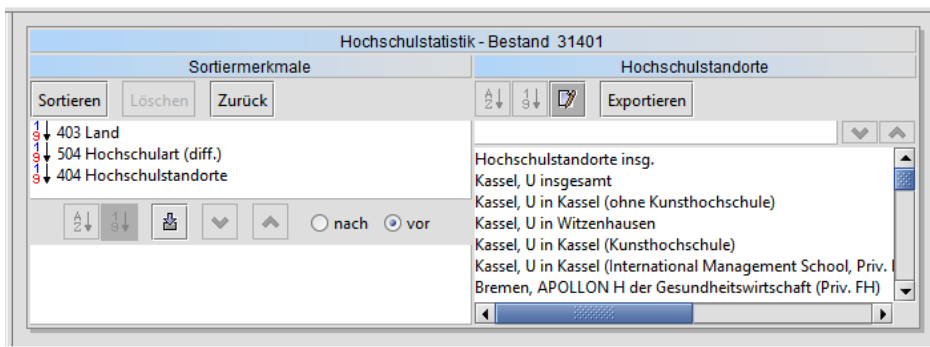 Hochschulstatistik - Bestand 31401
Sortiermerkmale
Hochschulstandorte
Sortieren
Löschen
Zurück
Exportieren
403 Land
504 Hochschulart (diff.)
404 Hochschulstandorte
nach
vor
Hochschulstandorte insg.
Kassel, U insgesamt
Kassel, U in Kassel (ohne Kunsthochschule)
Kassel, U in Witzenhausen
Kassel, U in Kassel (Kunsthochschule)
Kassel, U in Kassel (International Management School, Priv.
Bremen, APOLLON H der Gesundheitswirtschaft (Priv. FH)